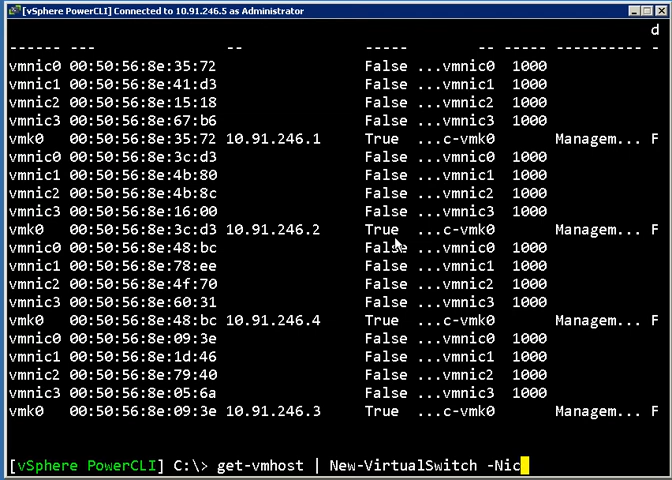 [vSphere PowerCLI] Connected to 10.91.246.5 as Administrator
d
------ --- -- ----- -- ----- ---------- -
vmnic0 00:50:56:8e:35:72 False ...vmnic0 1000
vmnic1 00:50:56:8e:41:d3 False ...vmnic1 1000
vmnic2 00:50:56:8e:15:18 False ...vmnic2 1000
vmnic3 00:50:56:8e:67:b6 False ...vmnic3 1000
vmk0 00:50:56:8e:35:72 10.91.246.1 True ...c-vmk0 Managem... F
vmnic0 00:50:56:8e:3c:d3 False ...vmnic0 1000
vmnic1 00:50:56:8e:4b:80 False ...vmnic1 1000
vmnic2 00:50:56:8e:4b:8c False ...vmnic2 1000
vmnic3 00:50:56:8e:16:00 False ...vmnic3 1000
vmk0 00:50:56:8e:3c:d3 10.91.246.2 True ...c-vmk0 Managem... F
vmnic0 00:50:56:8e:48:bc False ...vmnic0 1000
vmnic1 00:50:56:8e:78:ee False ...vmnic1 1000
vmnic2 00:50:56:8e:4f:70 False ...vmnic2 1000
vmnic3 00:50:56:8e:60:31 False ...vmnic3 1000
vmk0 00:50:56:8e:48:bc 10.91.246.4 True ...c-vmk0 Managem... F
vmnic0 00:50:56:8e:09:3e False ...vmnic0 1000
vmnic1 00:50:56:8e:1d:46 False ...vmnic1 1000
vmnic2 00:50:56:8e:79:40 False ...vmnic2 1000
vmnic3 00:50:56:8e:05:6a False ...vmnic3 1000
vmk0 00:50:56:8e:09:3e 10.91.246.3 True ...c-vmk0 Managem... F
[vSphere PowerCLI] C:\> get-vmhost | New-VirtualSwitch -Nic